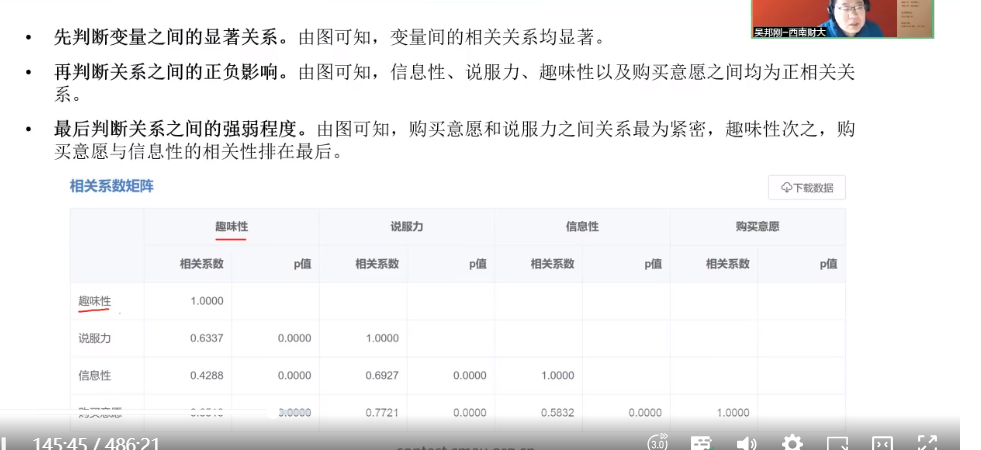 吴邦刚-西南财大
• 先判断变量之间的显著关系。由图可知，变量间的相关关系均显著。
• 再判断关系之间的正负影响。由图可知，信息性、说服力、趣味性以及购买意愿之间均为正相关关
系。
• 最后判断关系之间的强弱程度。由图可知，购买意愿和说服力之间关系最为紧密，趣味性次之，购
买意愿与信息性的相关性排在最后。
相关系数矩阵
下载数据
趣味性 说服力 信息性 购买意愿
相关系数 p值 相关系数 p值 相关系数 p值 相关系数 p值
趣味性 1.0000
说服力 0.6337 0.0000 1.0000
信息性 0.4288 0.0000 0.6927 0.0000 1.0000
购买意愿 0.0000 0.7721 0.0000 0.5832 0.0000 1.0000
145:45 / 486:21
3.0